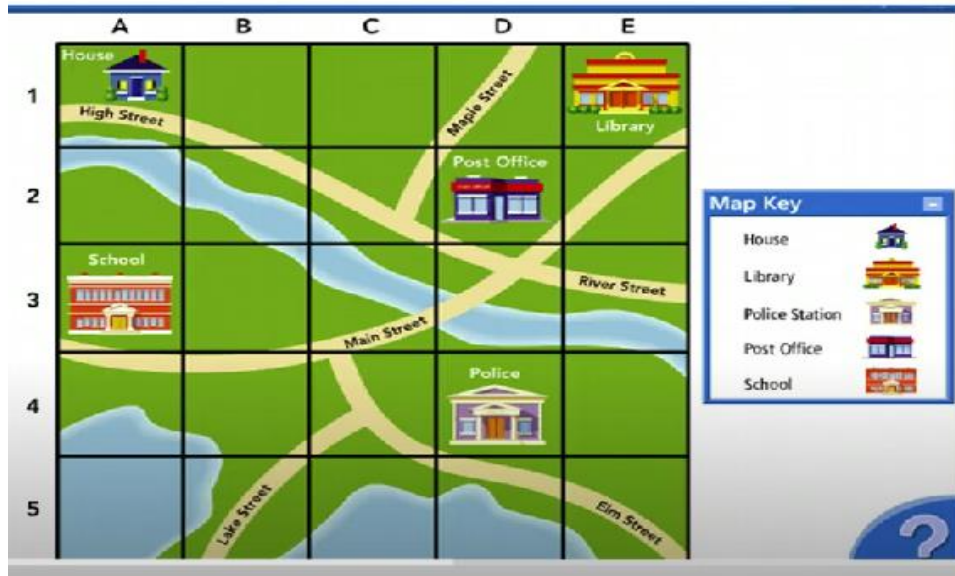 A B C D E
House
1
High Street
Maple Street
Library
Post Office
2
Map Key
House
Library
Police Station
Post Office
School
School
3
River Street
Main Street
Police
4
5
Lake Street
Elm Street
?